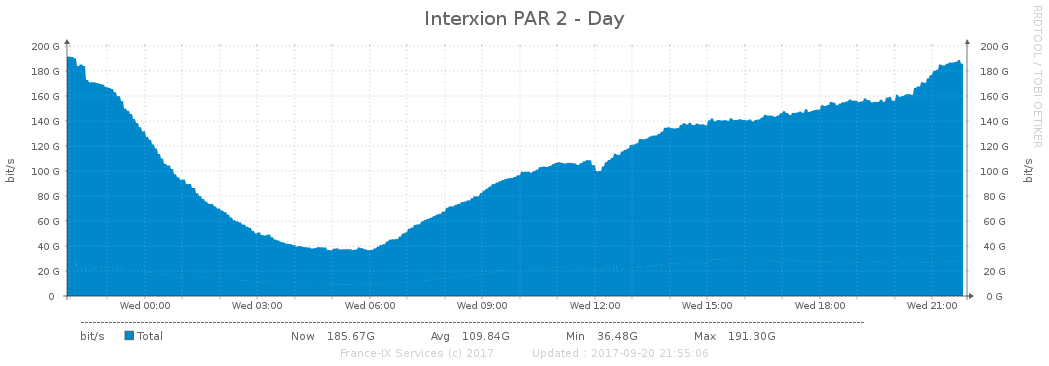 Interxion PAR 2 - Day
RRDTOOL / TOBI OETIKER
200 G 200 G
180 G 180 G
160 G 160 G
140 G 140 G
120 G 120 G
100 G 100 G
80 G 80 G
60 G 60 G
40 G 40 G
20 G 20 G
0 0 G
bit/s bit/s
Wed 00:00 Wed 03:00 Wed 06:00 Wed 09:00 Wed 12:00 Wed 15:00 Wed 18:00 Wed 21:00
bit/s Total Now 185.67G Avg 109.84G Min 36.48G Max 191.30G
France-IX Services (c) 2017 Updated : 2017-09-20 21:55:06